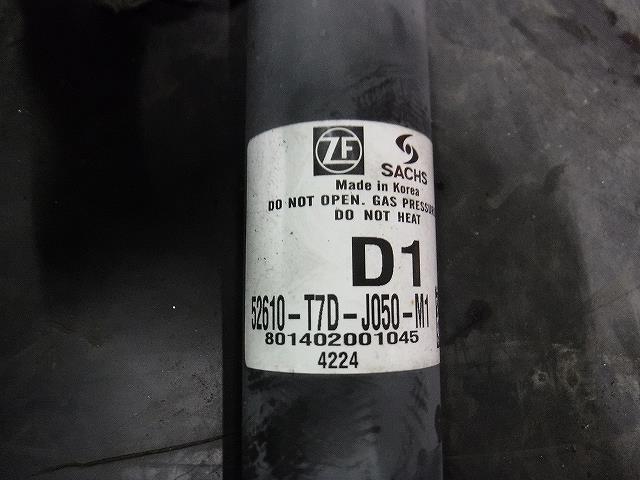 ZF
SACHS
Made in Korea
DO NOT OPEN. GAS
DO NOT HEAT
D1
52610-T7D-J050-M1
801402001045
4224